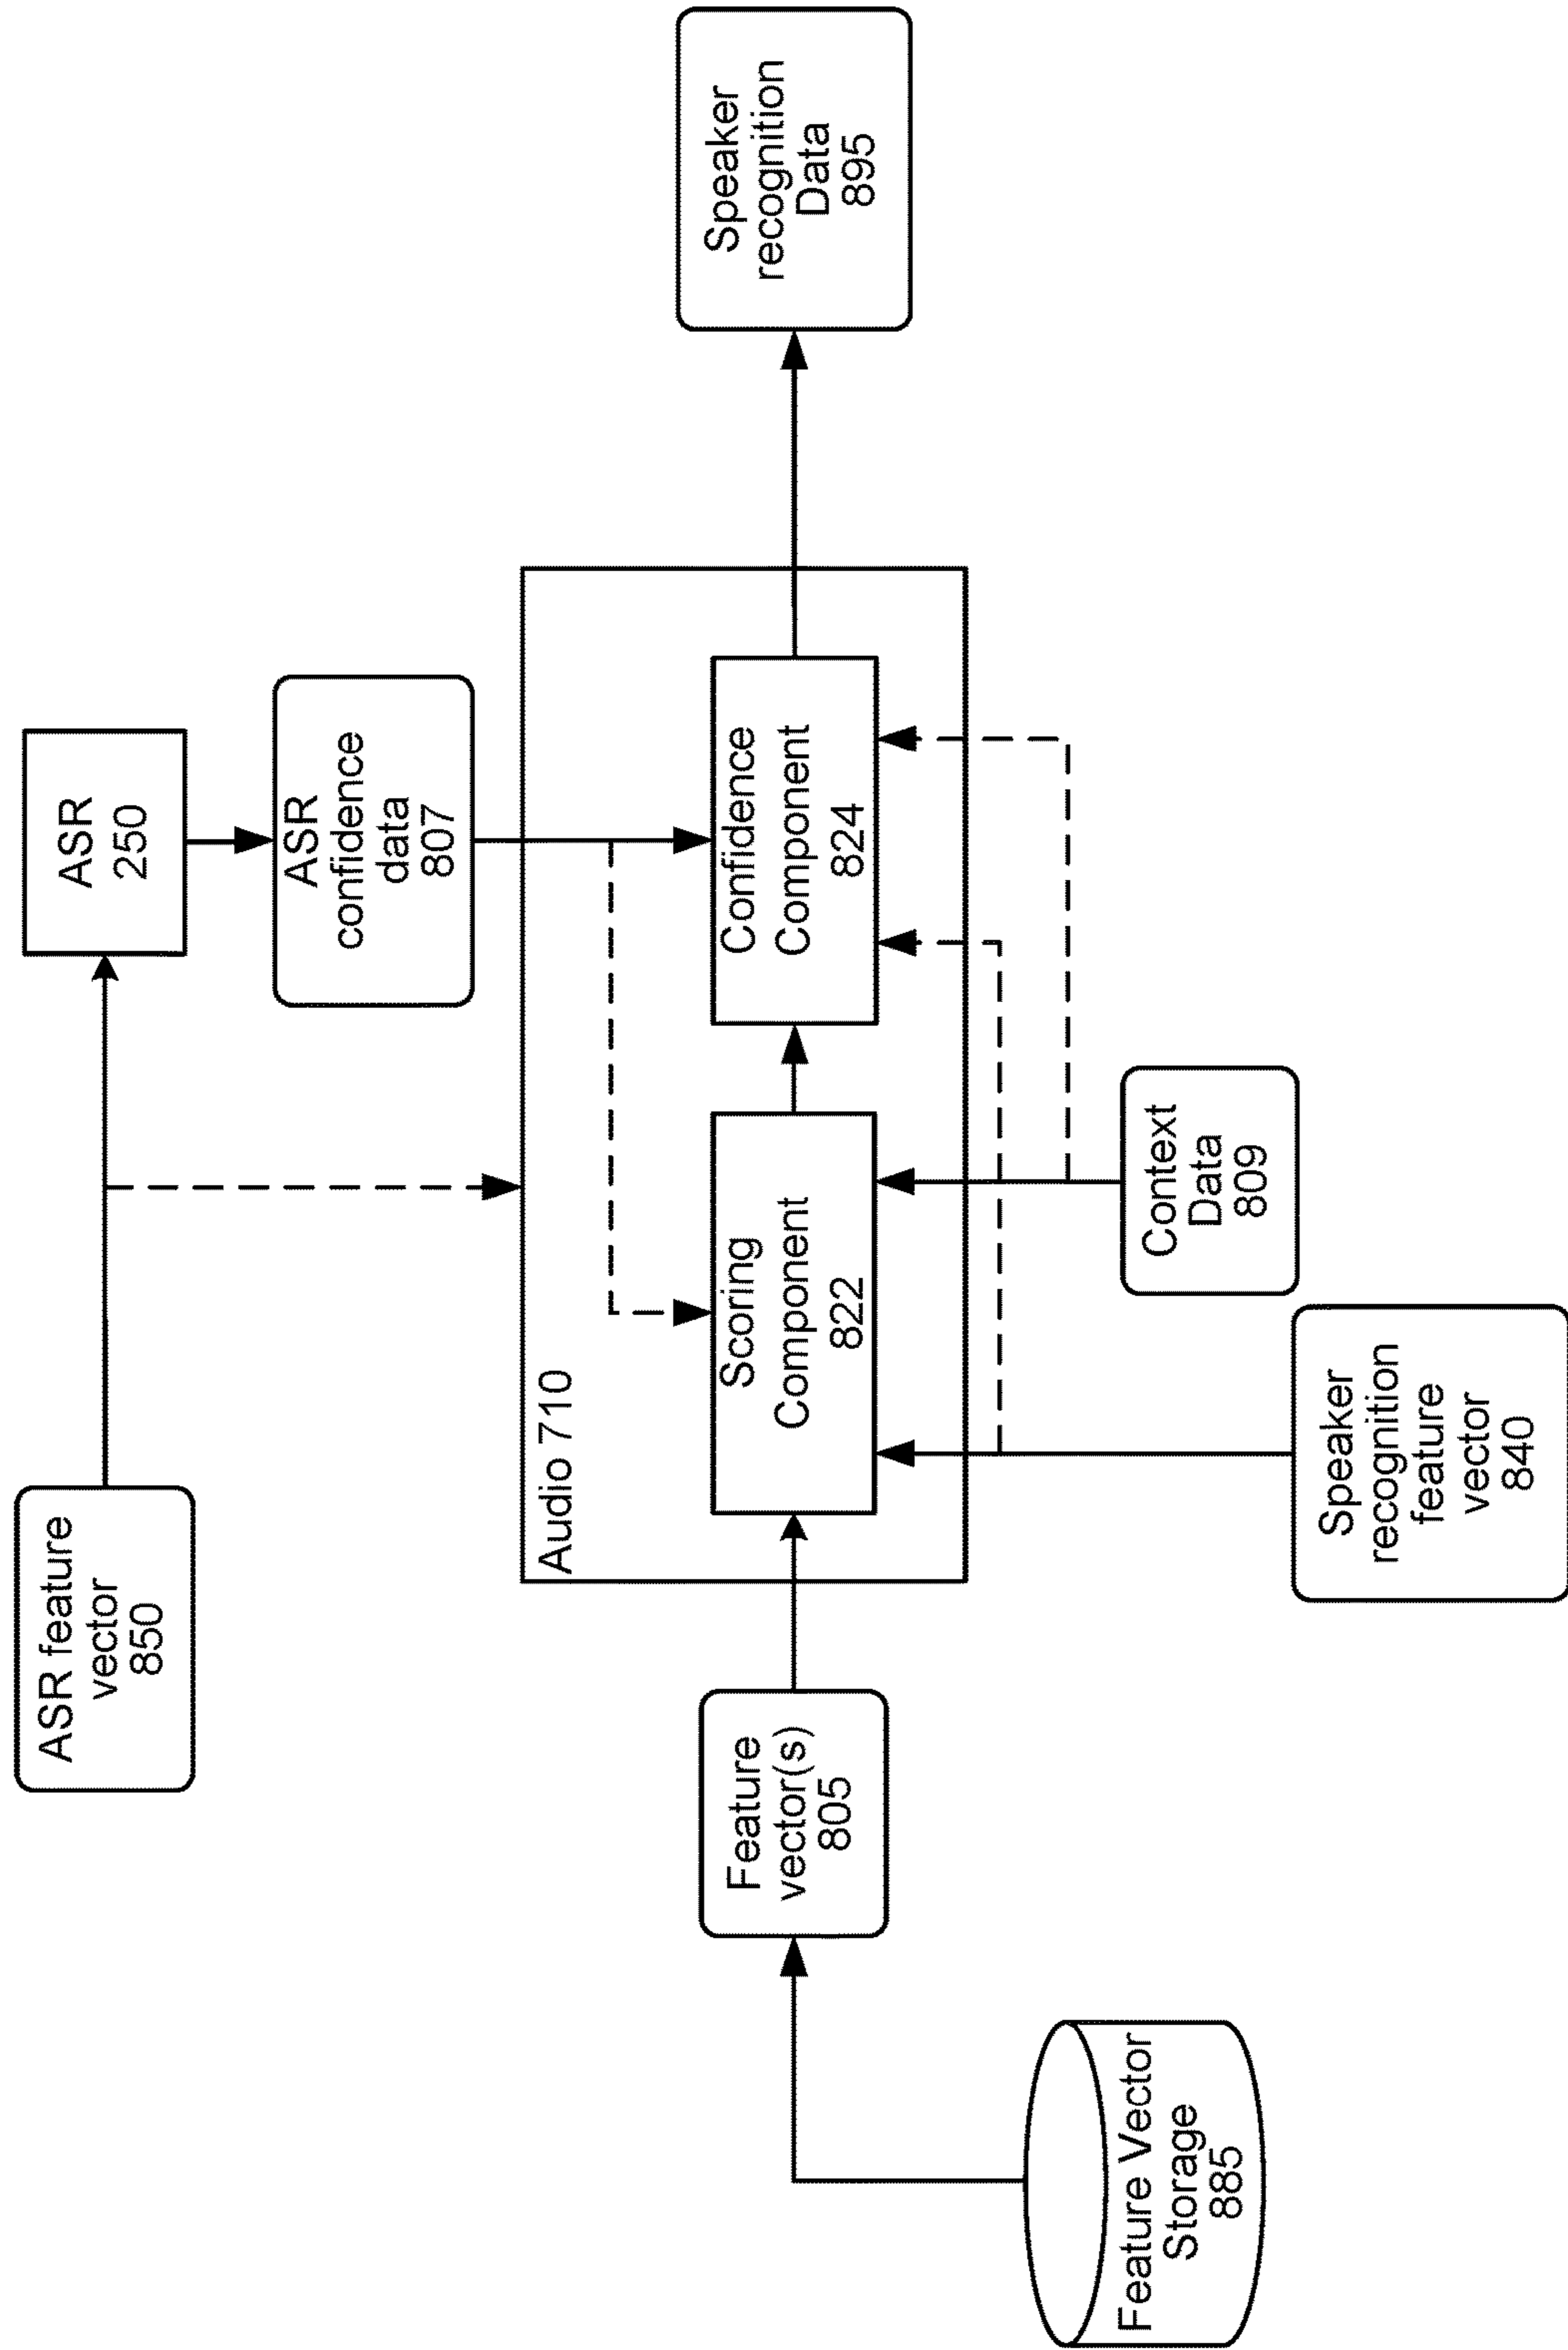 ASR feature
vector
850
ASR
250
ASR
confidence
data
807
Audio 710
Scoring
Component
822
Confidence
Component
824
Feature
vector(s)
805
Speaker
recognition
Data
895
Feature Vector
Storage
885
Context
Data
809
Speaker
recognition
feature
vector
840